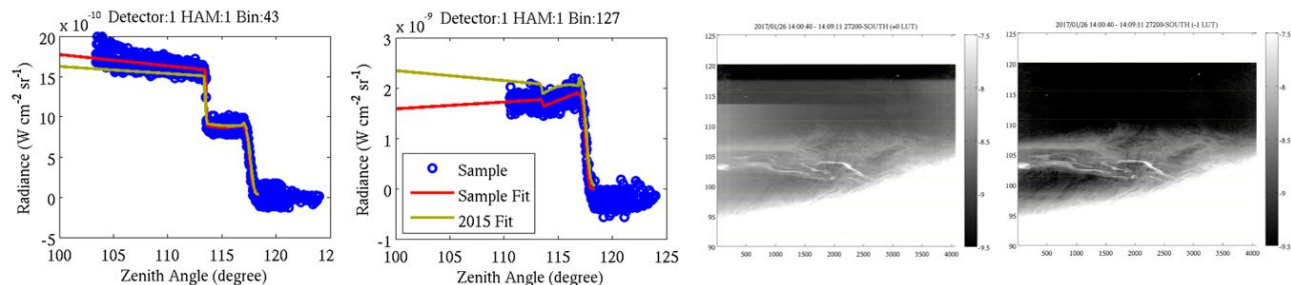 Detector:1 HAM:1 Bin:43
x 10^-10
20
15
10
5
0
-5
100 105 110 115 120 12
Radiance (W cm^-2 sr^-1)
Zenith Angle (degree)
Detector:1 HAM:1 Bin:127
x 10^-9
3
2
1
0
-1
100 105 110 115 120 125
Radiance (W cm^-2 sr^-1)
Zenith Angle (degree)
Sample
Sample Fit
2015 Fit
2017/01/26 14:00:40 - 14:09:11 27200-SOUTH (+0 LUT)
125
120
115
110
105
100
95
90
0 500 1000 1500 2000 2500 3000 3500 4000
-7.5
-8
-8.5
-9
-9.5
2017/01/26 14:00:40 - 14:09:11 27200-SOUTH (-1 LUT)
125
120
115
110
105
100
95
90
0 500 1000 1500 2000 2500 3000 3500 4000
-7.5
-8
-8.5
-9
-9.5